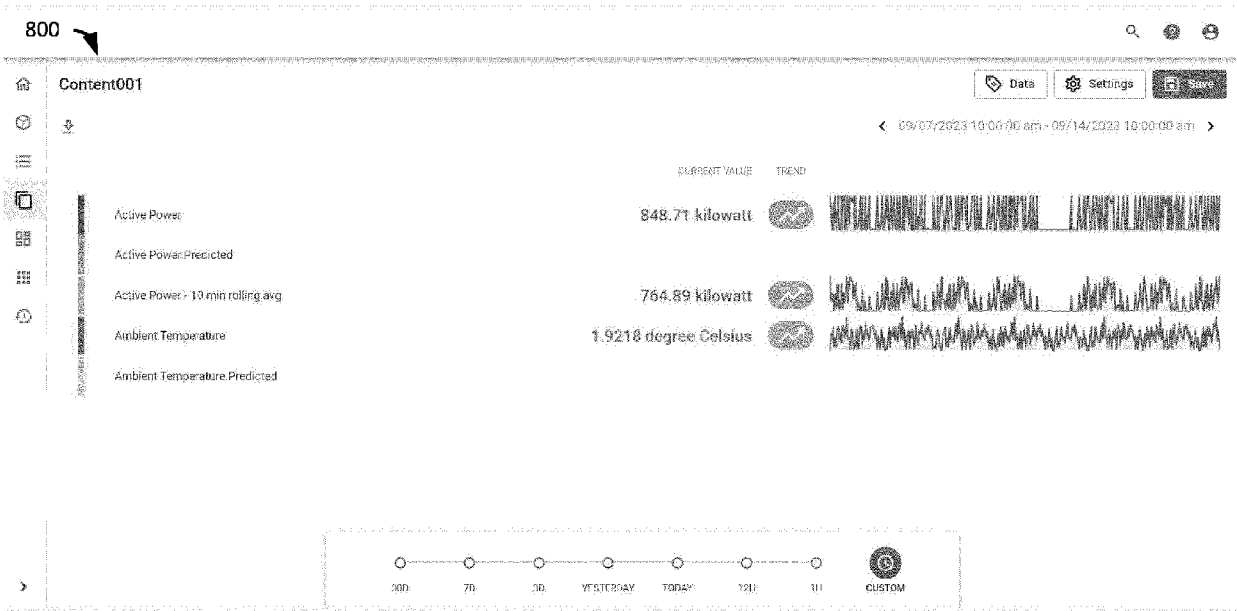 800
Content001
Data Settings Save
09/07/2023 10:00:00 am - 09/14/2023 10:00:00 am
CURRENT VALUE TREND
Active Power 848.71 kilowatt
Active Power Predicted
Active Power - 10 min rolling avg 764.89 kilowatt
Ambient Temperature 1.9218 degree Celsius
Ambient Temperature Predicted
30D 7D 3D YESTERDAY TODAY 12H 1H CUSTOM